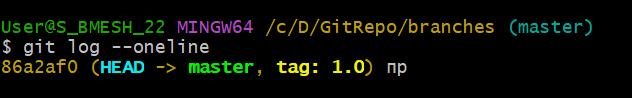 User@S_BMESH_22 MINGW64 /c/D/GitRepo/branches (master)
$ git log --oneline
86a2af0 (HEAD -> master, tag: 1.0) пр